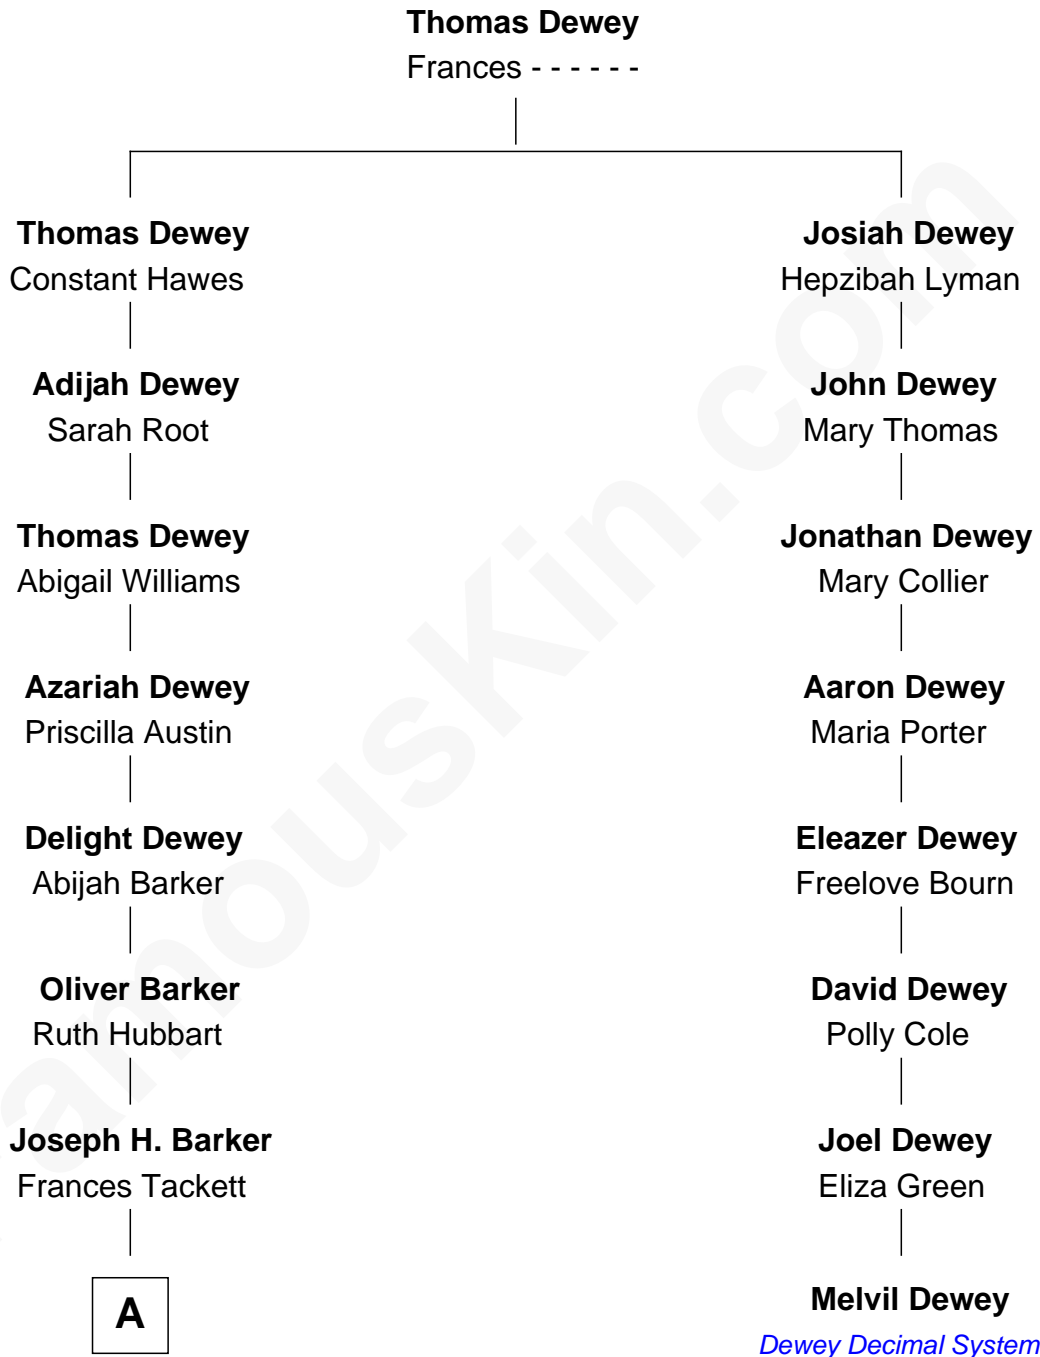 Thomas Dewey
Frances - - - - - -
Thomas Dewey
Constant Hawes
Josiah Dewey
Hepzibah Lyman
Adijah Dewey
Sarah Root
John Dewey
Mary Thomas
Thomas Dewey
Abigail Williams
Jonathan Dewey
Mary Collier
Azariah Dewey
Priscilla Austin
Aaron Dewey
Maria Porter
Delight Dewey
Abijah Barker
Eleazer Dewey
Freelove Bourn
Oliver Barker
Ruth Hubbart
David Dewey
Polly Cole
Joseph H. Barker
Frances Tackett
Joel Dewey
Eliza Green
A
Melvil Dewey
Dewey Decimal System
amouskin.com